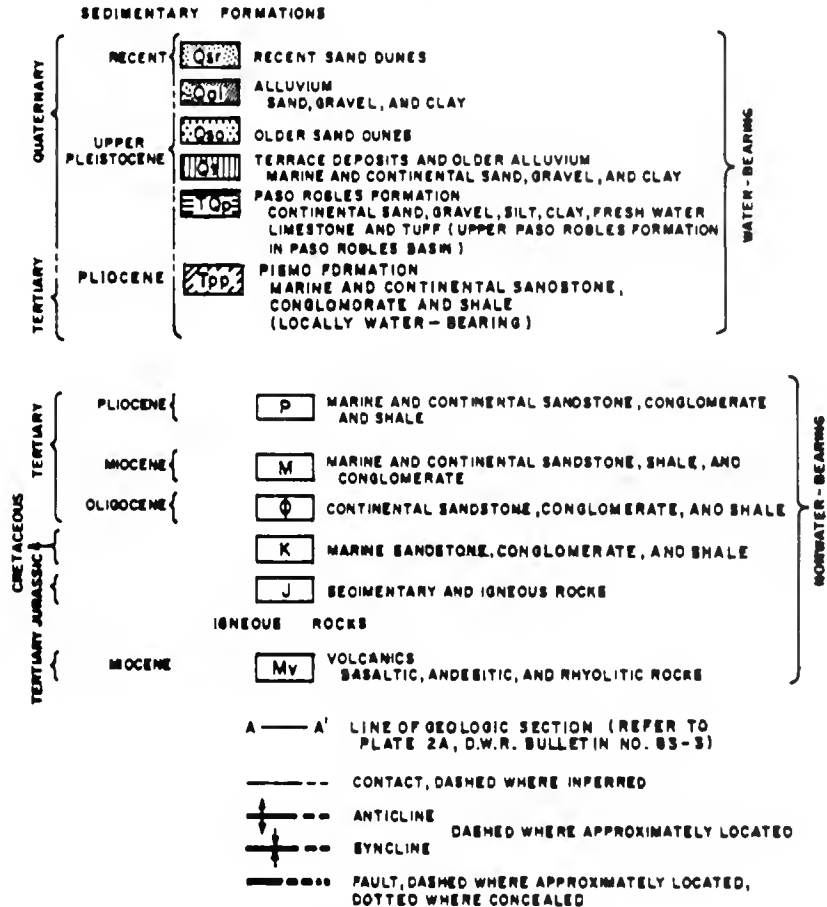 SEDIMENTARY FORMATIONS
QUATERNARY
RECENT
Qsr
RECENT SAND DUNES
Qal
ALLUVIUM
SAND, GRAVEL, AND CLAY
UPPER
PLEISTOCENE
Qso
OLDER SAND DUNES
Qt
TERRACE DEPOSITS AND OLDER ALLUVIUM
MARINE AND CONTINENTAL SAND, GRAVEL, AND CLAY
TQp
PASO ROBLES FORMATION
CONTINENTAL SAND, GRAVEL, SILT, CLAY, FRESH WATER
LIMESTONE AND TUFF (UPPER PASO ROBLES FORMATION
IN PASO ROBLES BASIN)
TERTIARY
PLIOCENE
Tpp
PISMO FORMATION
MARINE AND CONTINENTAL SANDSTONE,
CONGLOMORATE AND SHALE
(LOCALLY WATER-BEARING)
WATER-BEARING
TERTIARY
PLIOCENE
P
MARINE AND CONTINENTAL SANDSTONE, CONGLOMERATE
AND SHALE
MIOCENE
M
MARINE AND CONTINENTAL SANDSTONE, SHALE, AND
CONGLOMERATE
OLIGOCENE
Φ
CONTINENTAL SANDSTONE, CONGLOMERATE, AND SHALE
CRETACEOUS
K
MARINE SANDSTONE, CONGLOMERATE, AND SHALE
JURASSIC
J
SEDIMENTARY AND IGNEOUS ROCKS
IGNEOUS ROCKS
TERTIARY
MIOCENE
Mv
VOLCANICS
BASALTIC, ANDESITIC, AND RHYOLITIC ROCKS
NONWATER-BEARING
A — A' LINE OF GEOLOGIC SECTION (REFER TO
PLATE 2A, D.W.R. BULLETIN NO. 63-3)
CONTACT, DASHED WHERE INFERRED
ANTICLINE
DASHED WHERE APPROXIMATELY LOCATED
SYNCLINE
FAULT, DASHED WHERE APPROXIMATELY LOCATED,
DOTTED WHERE CONCEALED